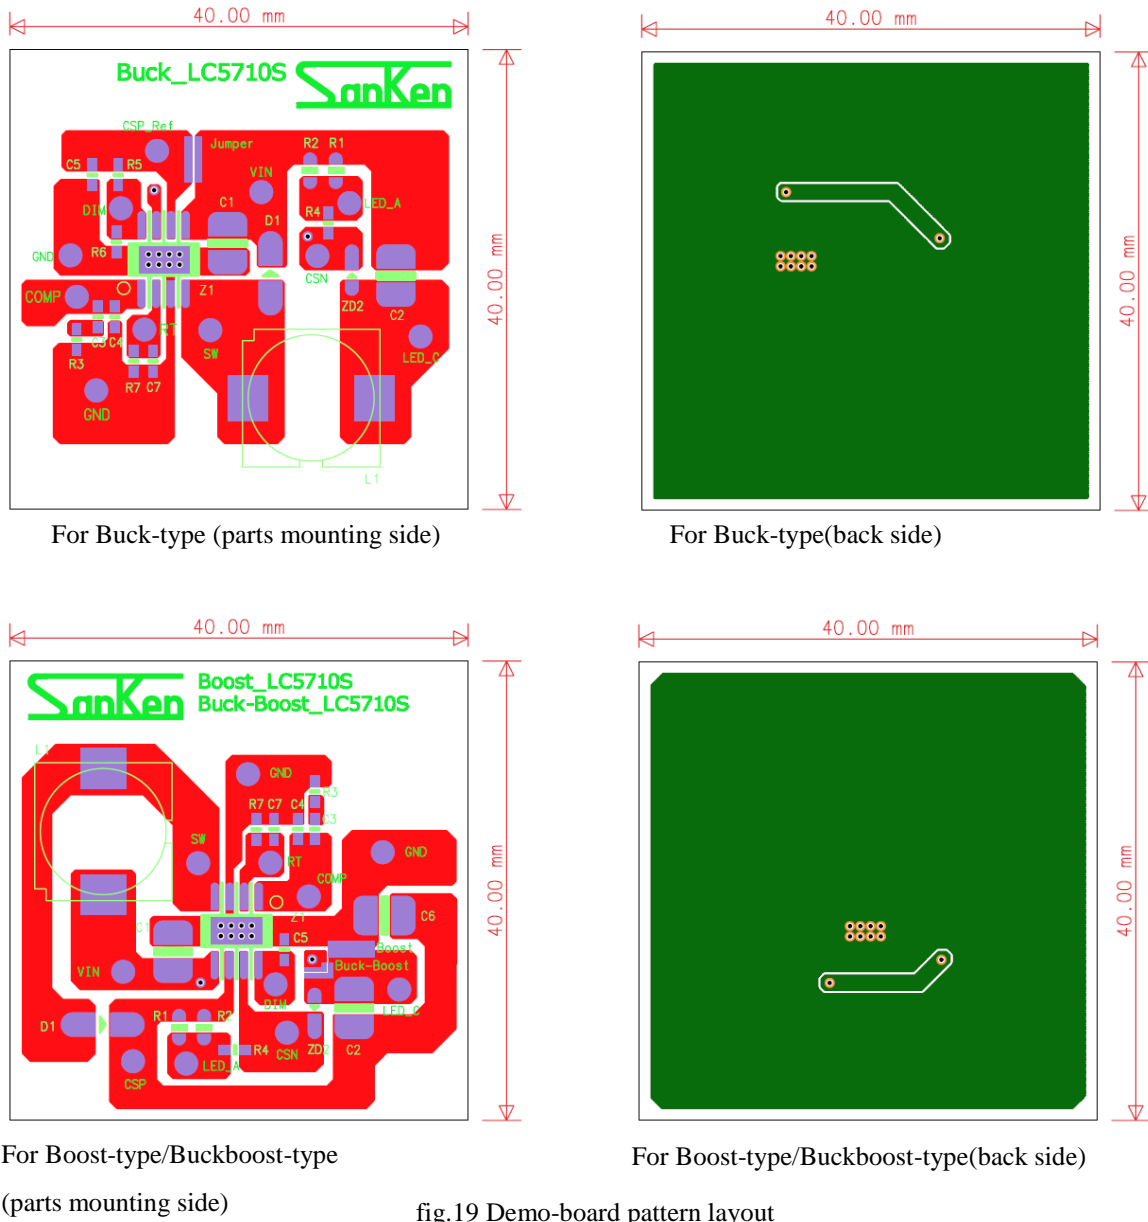 40.00 mm
40.00 mm
Buck_LC5710S SanKen
CSP_Ref
Jumper
R2 R1
C5 R5
VIN
DIM
C1
LED_A
D1
R4
R6
GND
CSN
COMP
Z1
ZD2
C2
RT
SW
C3 C4
R3
LED_C
R7 C7
GND
L1
40.00 mm
40.00 mm
For Buck-type (parts mounting side)
For Buck-type(back side)
40.00 mm
40.00 mm
SanKen
Boost_LC5710S
Buck-Boost_LC5710S
L1
GND
R3
R7 C7 C4
C3
SW
RT
GND
COMP
Z1
C6
C1
C5
Boost
Buck-Boost
VIN
DIM
LED_C
D1
R1 R2
CSN
ZD2
C2
R4
LED_A
CSP
40.00 mm
40.00 mm
For Boost-type/Buckboost-type
(parts mounting side)
For Boost-type/Buckboost-type(back side)
fig.19 Demo-board pattern layout